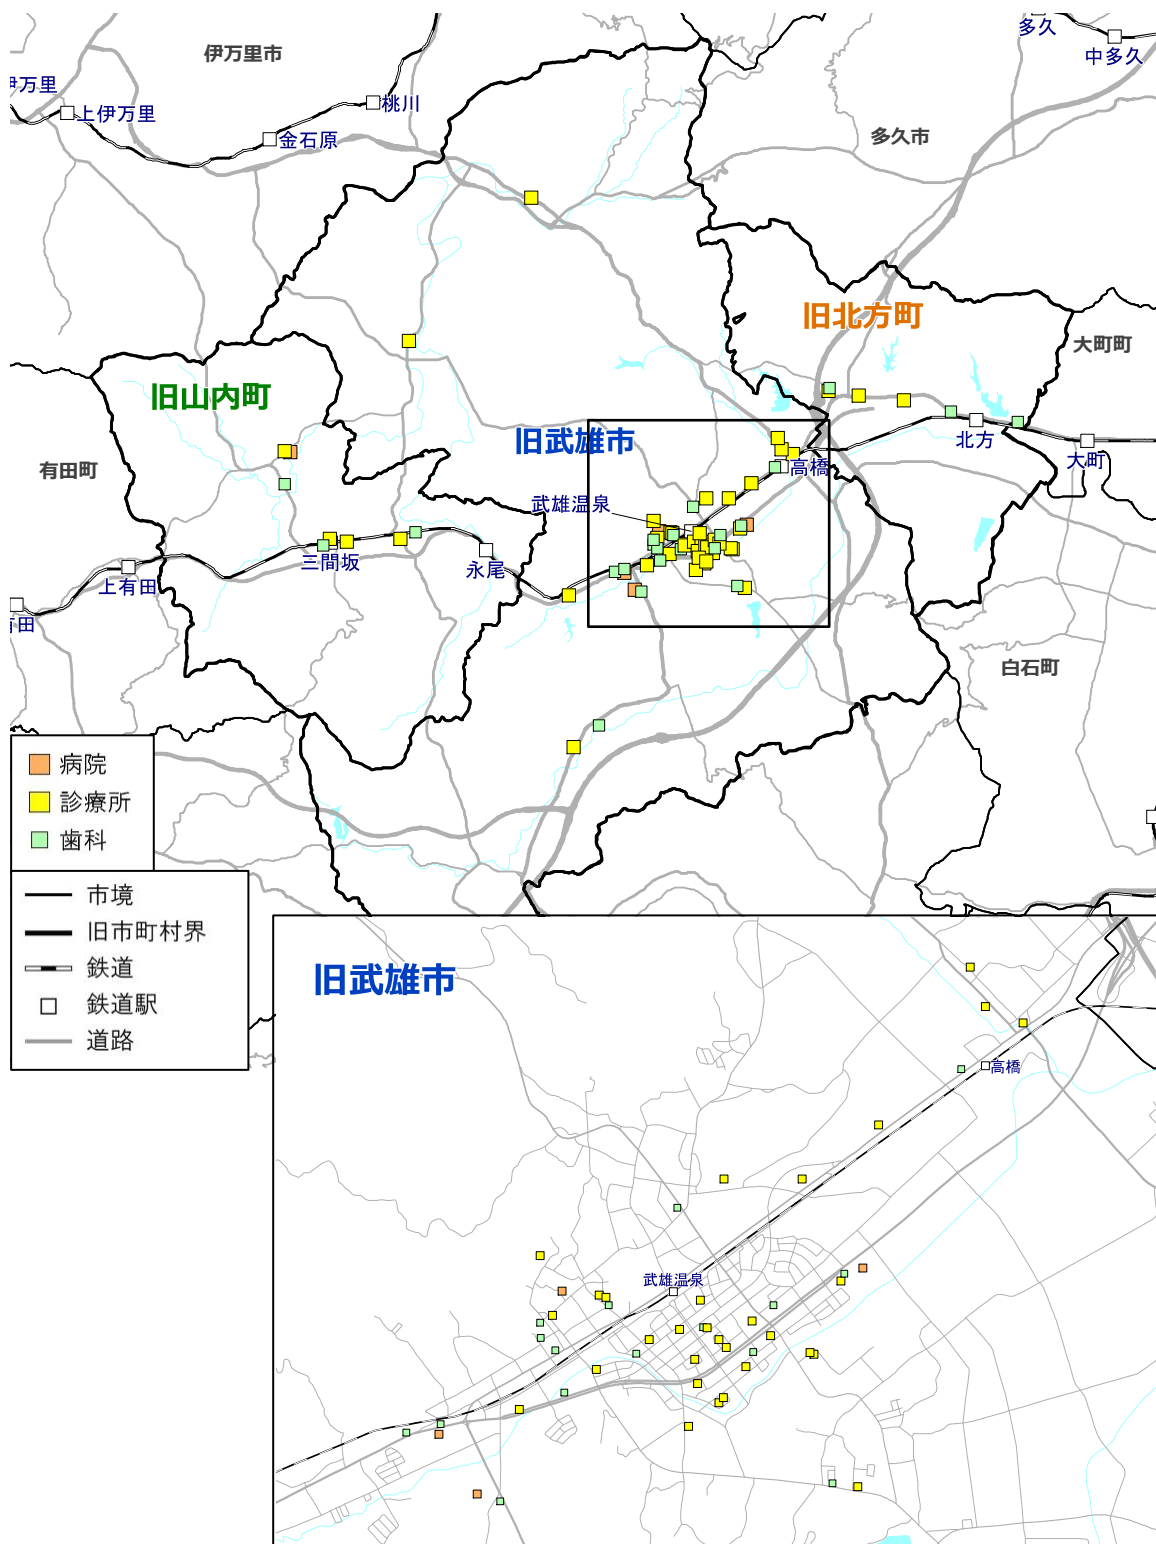 多久
伊万里市
中多久
伊万里
桃川
上伊万里
多久市
金石原
旧北方町
大町町
旧山内町
旧武雄市
北方
有田町
高橋
大町
武雄温泉
三間坂
永尾
上有田
有田
白石町
病院
診療所
歯科
市境
旧市町村界
鉄道
鉄道駅
道路
旧武雄市
高橋
武雄温泉